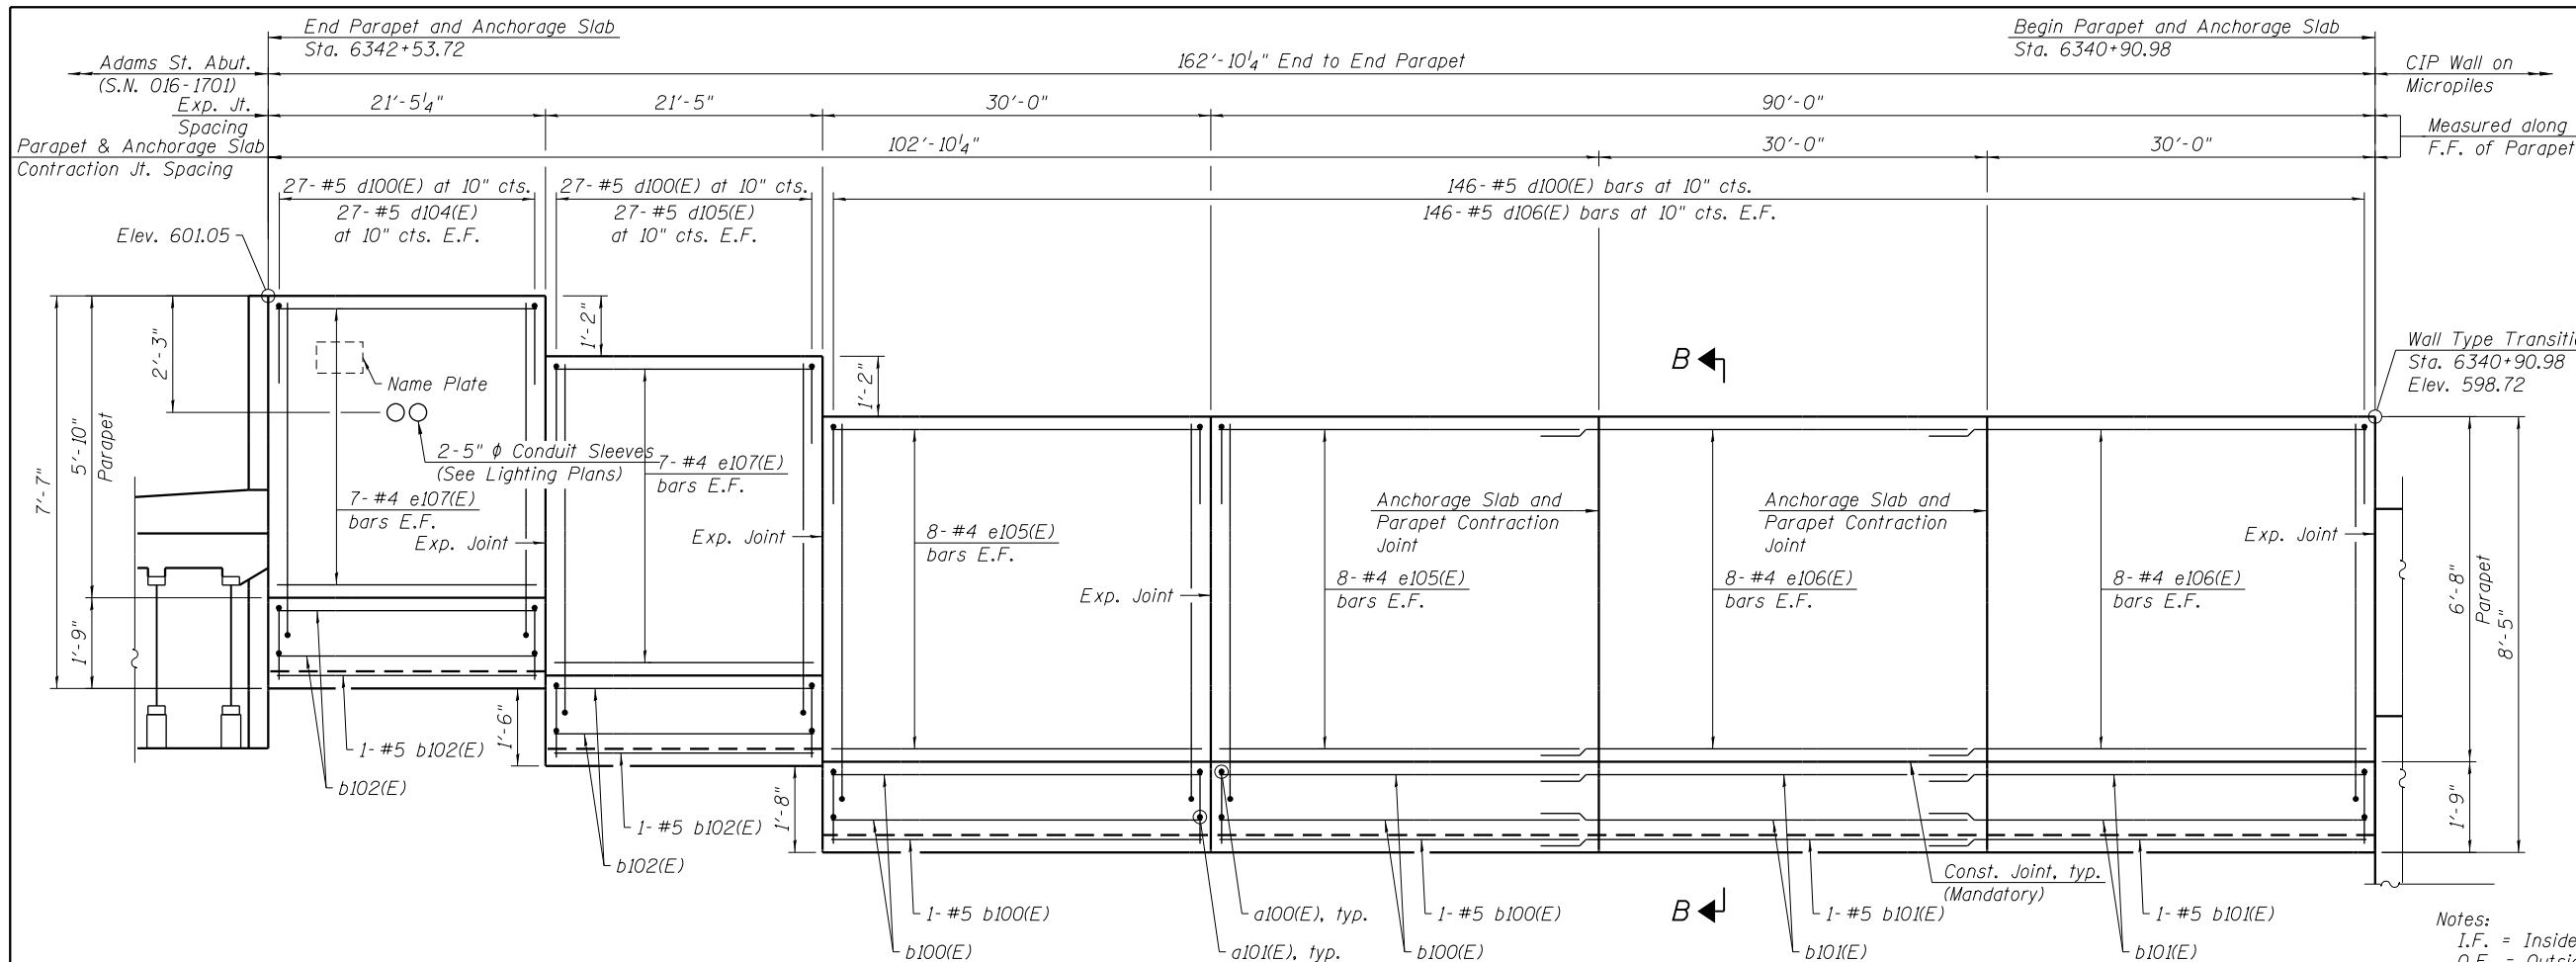 End Parapet and Anchorage Slab
Sta. 6342+53.72
Begin Parapet and Anchorage Slab
Sta. 6340+90.98
Adams St. Abut.
(S.N. 016-1701)
162'-10 1/4" End to End Parapet
CIP Wall on
Micropiles
Exp. Jt.
Spacing
21'-5 1/4"
21'-5"
30'-0"
90'-0"
Parapet & Anchorage Slab
Contraction Jt. Spacing
102'-10 1/4"
30'-0"
30'-0"
Measured along
F.F. of Parapet
27-#5 d100(E) at 10" cts.
27-#5 d104(E)
at 10" cts. E.F.
27-#5 d100(E) at 10" cts.
27-#5 d105(E)
at 10" cts. E.F.
146-#5 d100(E) bars at 10" cts.
146-#5 d106(E) bars at 10" cts. E.F.
Elev. 601.05
7'-7"
5'-10"
Parapet
2'-3"
1'-9"
1'-2"
1'-2"
B
Wall Type Transiti
Sta. 6340+90.98
Elev. 598.72
Name Plate
2-5" ϕ Conduit Sleeves
(See Lighting Plans)
7-#4 e107(E)
bars E.F.
7-#4 e107(E)
bars E.F.
Exp. Joint
Exp. Joint
8-#4 e105(E)
bars E.F.
Exp. Joint
Anchorage Slab and
Parapet Contraction
Joint
8-#4 e105(E)
bars E.F.
Anchorage Slab and
Parapet Contraction
Joint
8-#4 e106(E)
bars E.F.
8-#4 e106(E)
bars E.F.
Exp. Joint
6'-8"
Parapet
8'-5"
1'-9"
1'-6"
1'-8"
1-#5 b102(E)
b102(E)
1-#5 b102(E)
b102(E)
1-#5 b100(E)
b100(E)
a100(E), typ.
a101(E), typ.
1-#5 b100(E)
b100(E)
B
1-#5 b101(E)
b101(E)
Const. Joint, typ.
(Mandatory)
1-#5 b101(E)
b101(E)
Notes:
I.F. = Inside
O.F. = Outsi